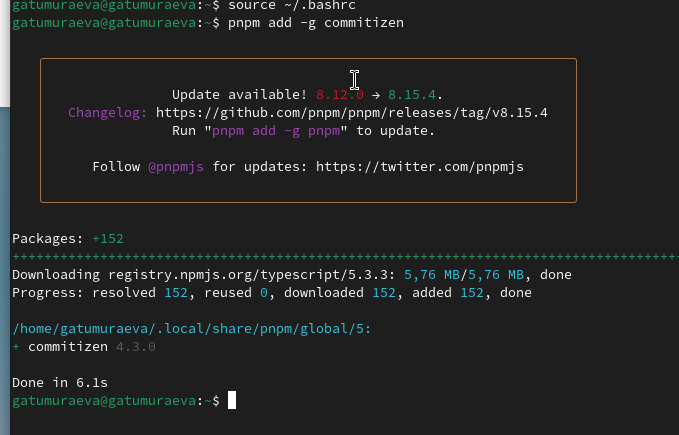 gatumuraeva@gatumuraeva:~$ source ~/.bashrc
gatumuraeva@gatumuraeva:~$ pnpm add -g commitizen
Update available! 8.12.0 → 8.15.4.
Changelog: https://github.com/pnpm/pnpm/releases/tag/v8.15.4
Run "pnpm add -g pnpm" to update.
Follow @pnpmjs for updates: https://twitter.com/pnpmjs
Packages: +152
++++++++++++++++++++++++++++++++++++++++++++++++++++++++++++++++++++++++++++++++++++
Downloading registry.npmjs.org/typescript/5.3.3: 5,76 MB/5,76 MB, done
Progress: resolved 152, reused 0, downloaded 152, added 152, done
/home/gatumuraeva/.local/share/pnpm/global/5:
+ commitizen 4.3.0
Done in 6.1s
gatumuraeva@gatumuraeva:~$